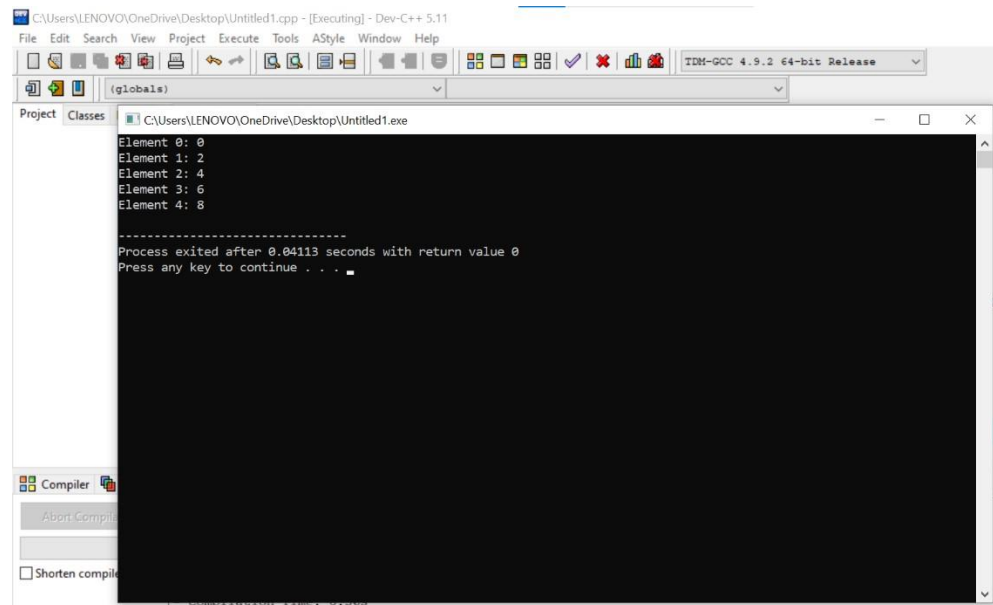 C:\Users\LENOVO\OneDrive\Desktop\Untitled1.cpp - [Executing] - Dev-C++ 5.11
File Edit Search View Project Execute Tools AStyle Window Help
TDM-GCC 4.9.2 64-bit Release
(globals)
Project Classes
C:\Users\LENOVO\OneDrive\Desktop\Untitled1.exe
Element 0: 0
Element 1: 2
Element 2: 4
Element 3: 6
Element 4: 8
--------------------------------
Process exited after 0.04113 seconds with return value 0
Press any key to continue . . .
Compiler
Abort
Shorten